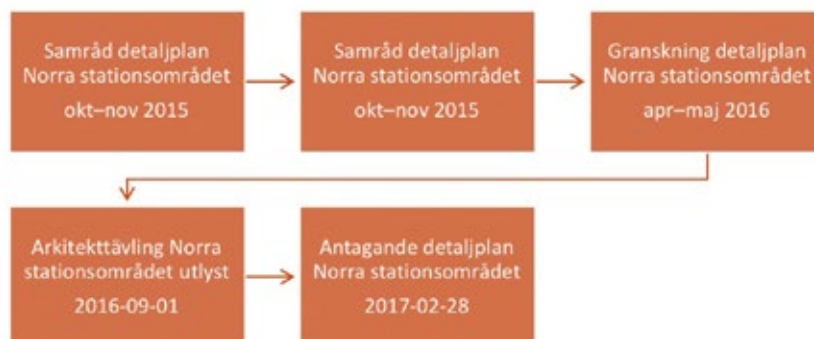 Samråd detaljplan
Norra stationsområdet
okt–nov 2015
Samråd detaljplan
Norra stationsområdet
okt–nov 2015
Granskning detaljplan
Norra stationsområdet
apr–maj 2016
Arkitekttävling Norra
stationsområdet utlyst
2016-09-01
Antagande detaljplan
Norra stationsområdet
2017-02-28